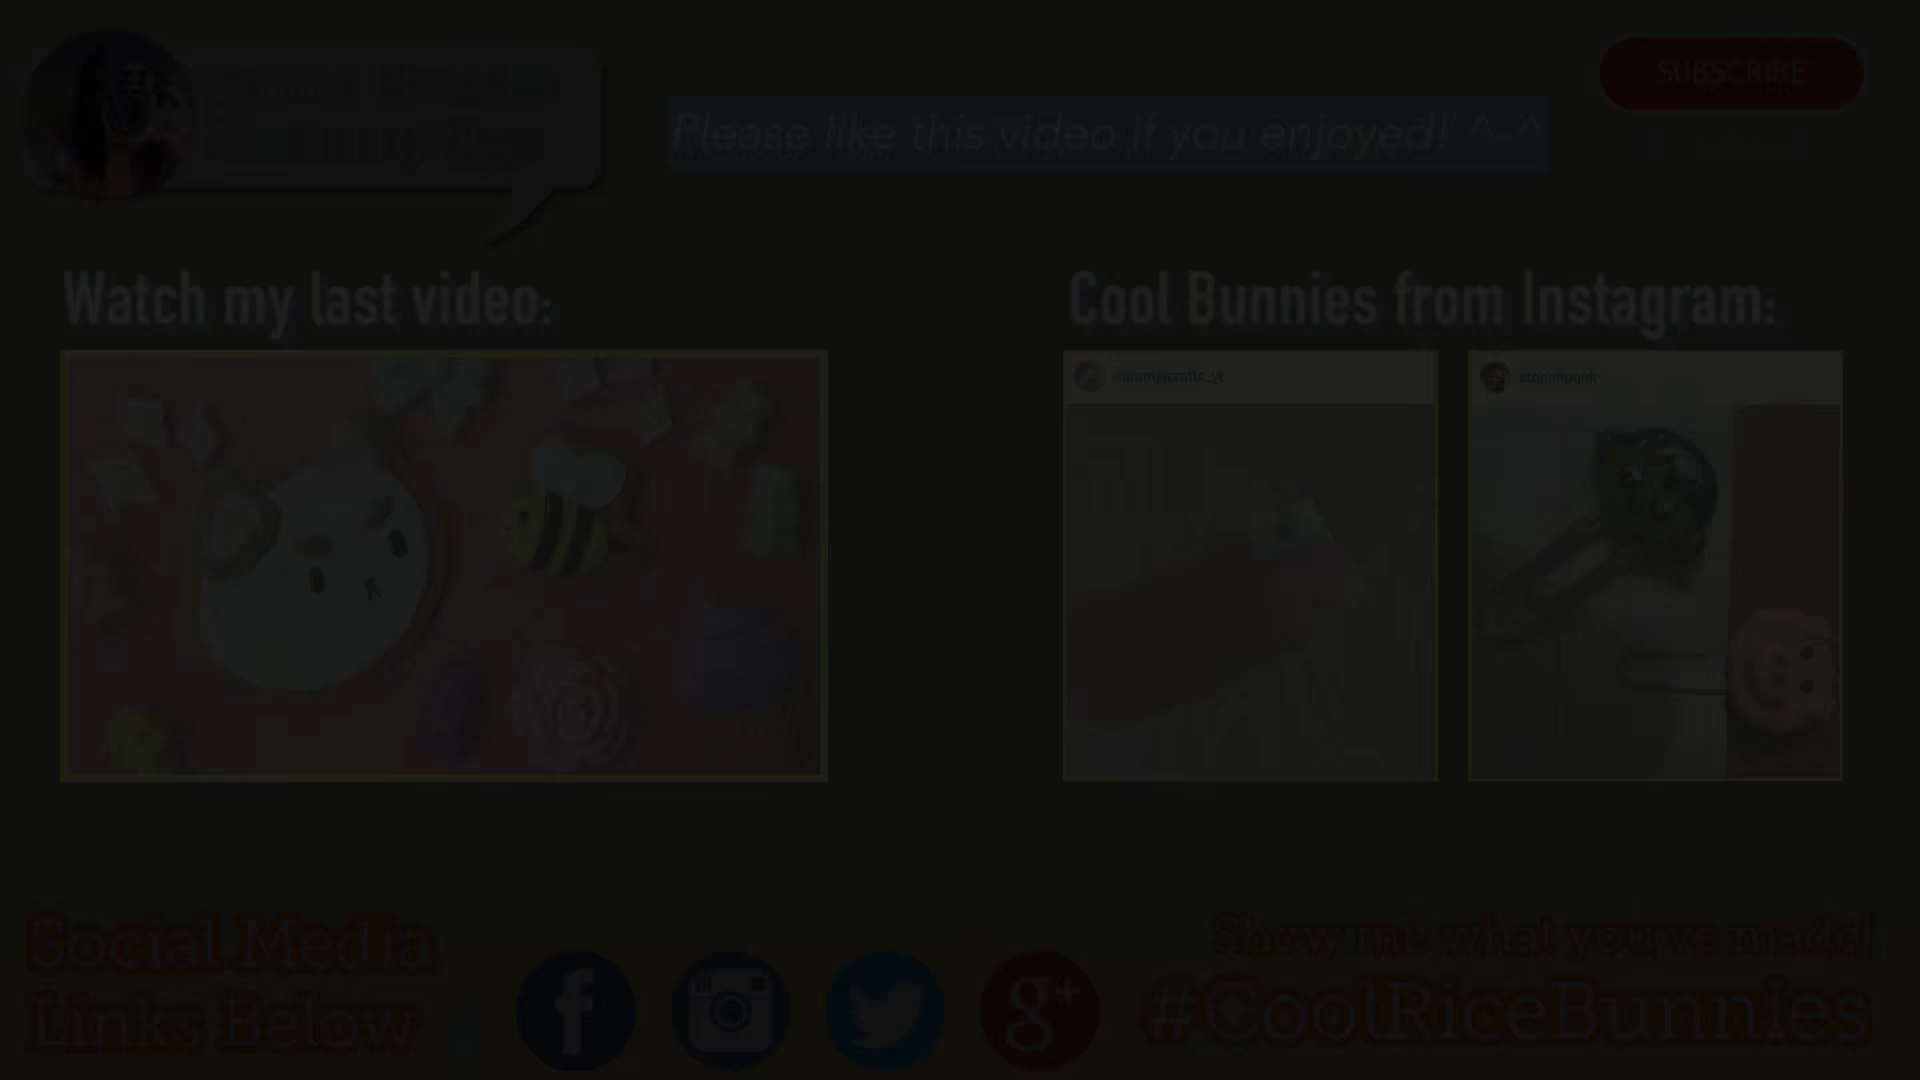 SUBSCRIBE
Please like this video if you enjoyed! ^-^
Watch my last video:
Cool Bunnies from Instagram:
Social Media
Links Below
f
g+
Show me what you've made!
#CoolRiceBunnies